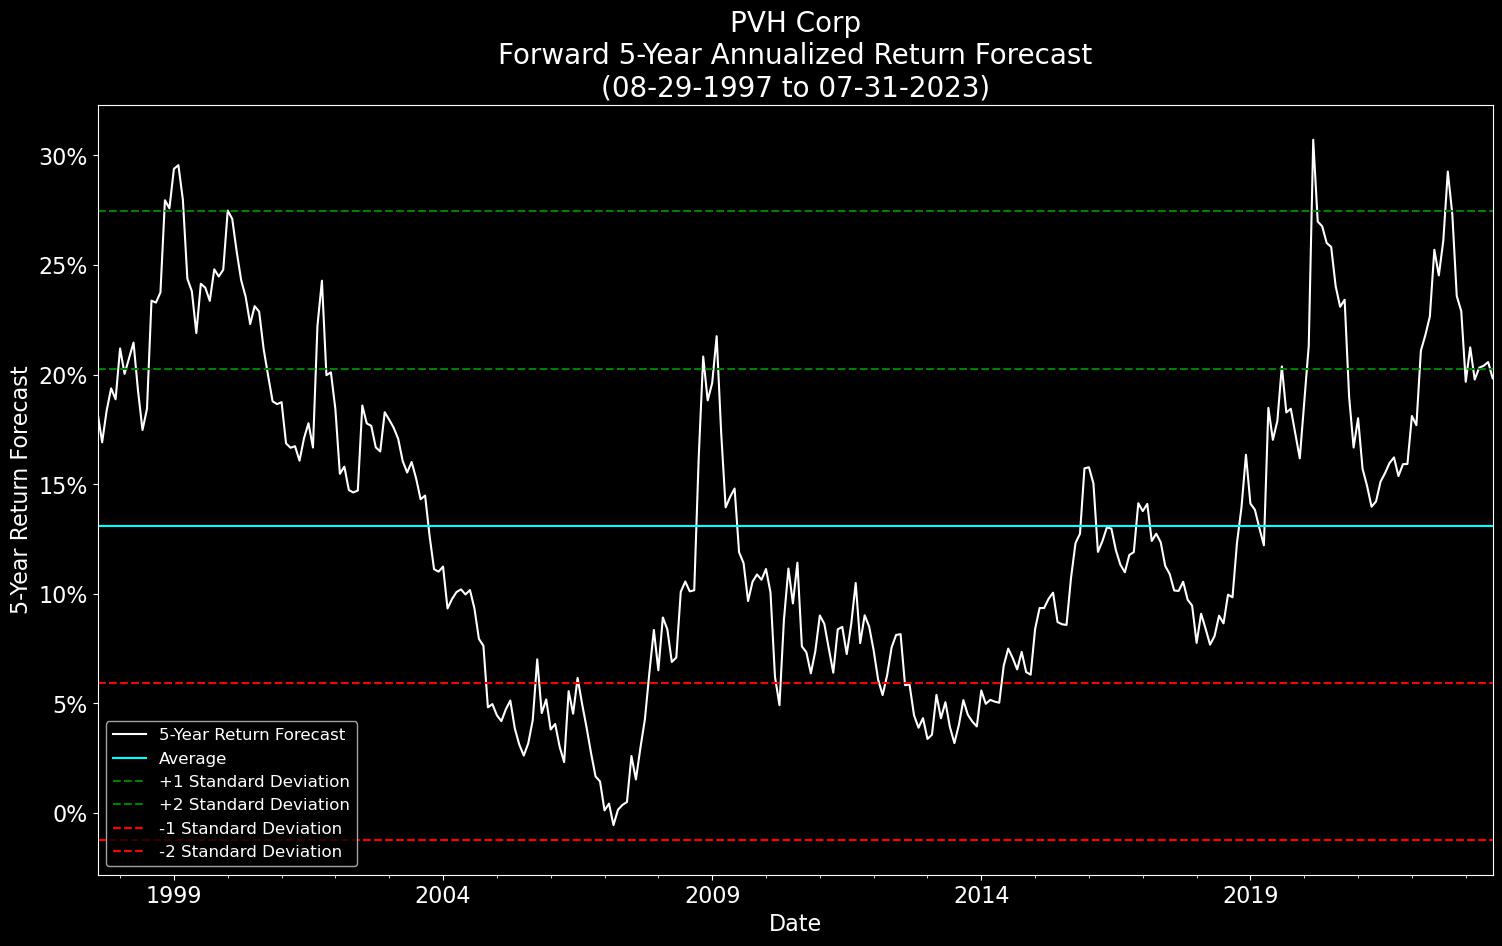 PVH Corp
Forward 5-Year Annualized Return Forecast
(08-29-1997 to 07-31-2023)
5-Year Return Forecast
30%
25%
20%
15%
10%
5%
0%
5-Year Return Forecast
Average
+1 Standard Deviation
+2 Standard Deviation
-1 Standard Deviation
-2 Standard Deviation
1999
2004
2009
2014
2019
Date